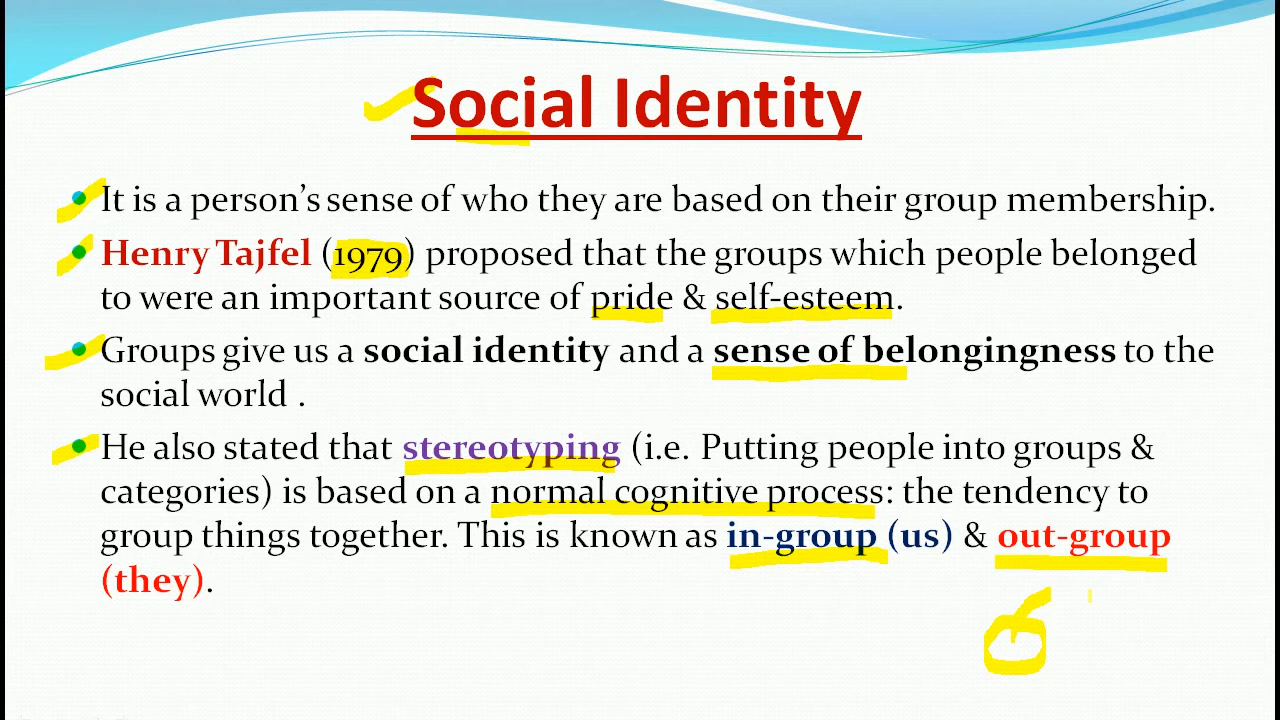 Social Identity
• It is a person's sense of who they are based on their group membership.
• Henry Tajfel (1979) proposed that the groups which people belonged
to were an important source of pride & self-esteem.
• Groups give us a social identity and a sense of belongingness to the
social world .
• He also stated that stereotyping (i.e. Putting people into groups &
categories) is based on a normal cognitive process: the tendency to
group things together. This is known as in-group (us) & out-group
(they).